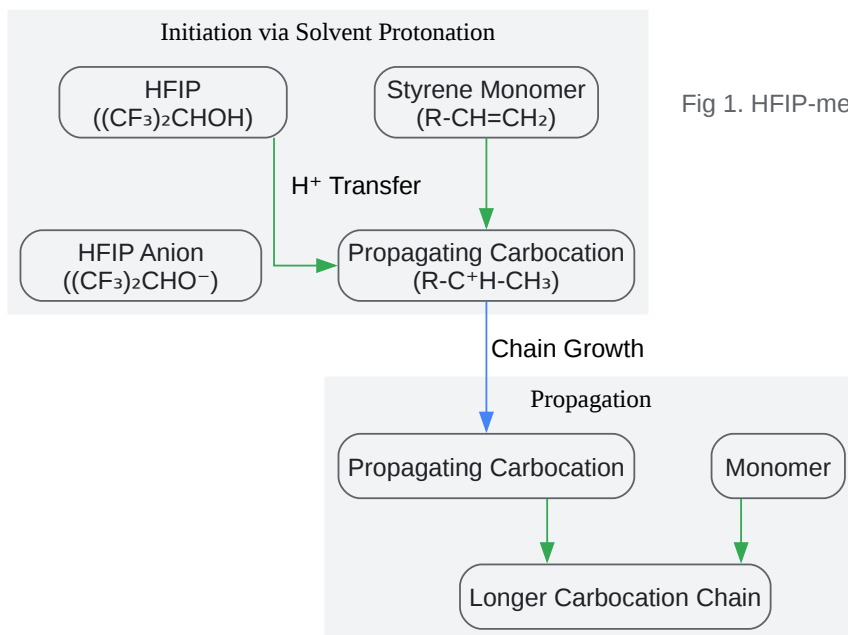 Initiation via Solvent Protonation
HFIP
((CF₃)₂CHOH)
Styrene Monomer
(R-CH=CH₂)
Fig 1. HFIP-me
H⁺ Transfer
HFIP Anion
((CF₃)₂CHO⁻)
Propagating Carbocation
(R-C⁺H-CH₃)
Chain Growth
Propagation
Propagating Carbocation
Monomer
Longer Carbocation Chain